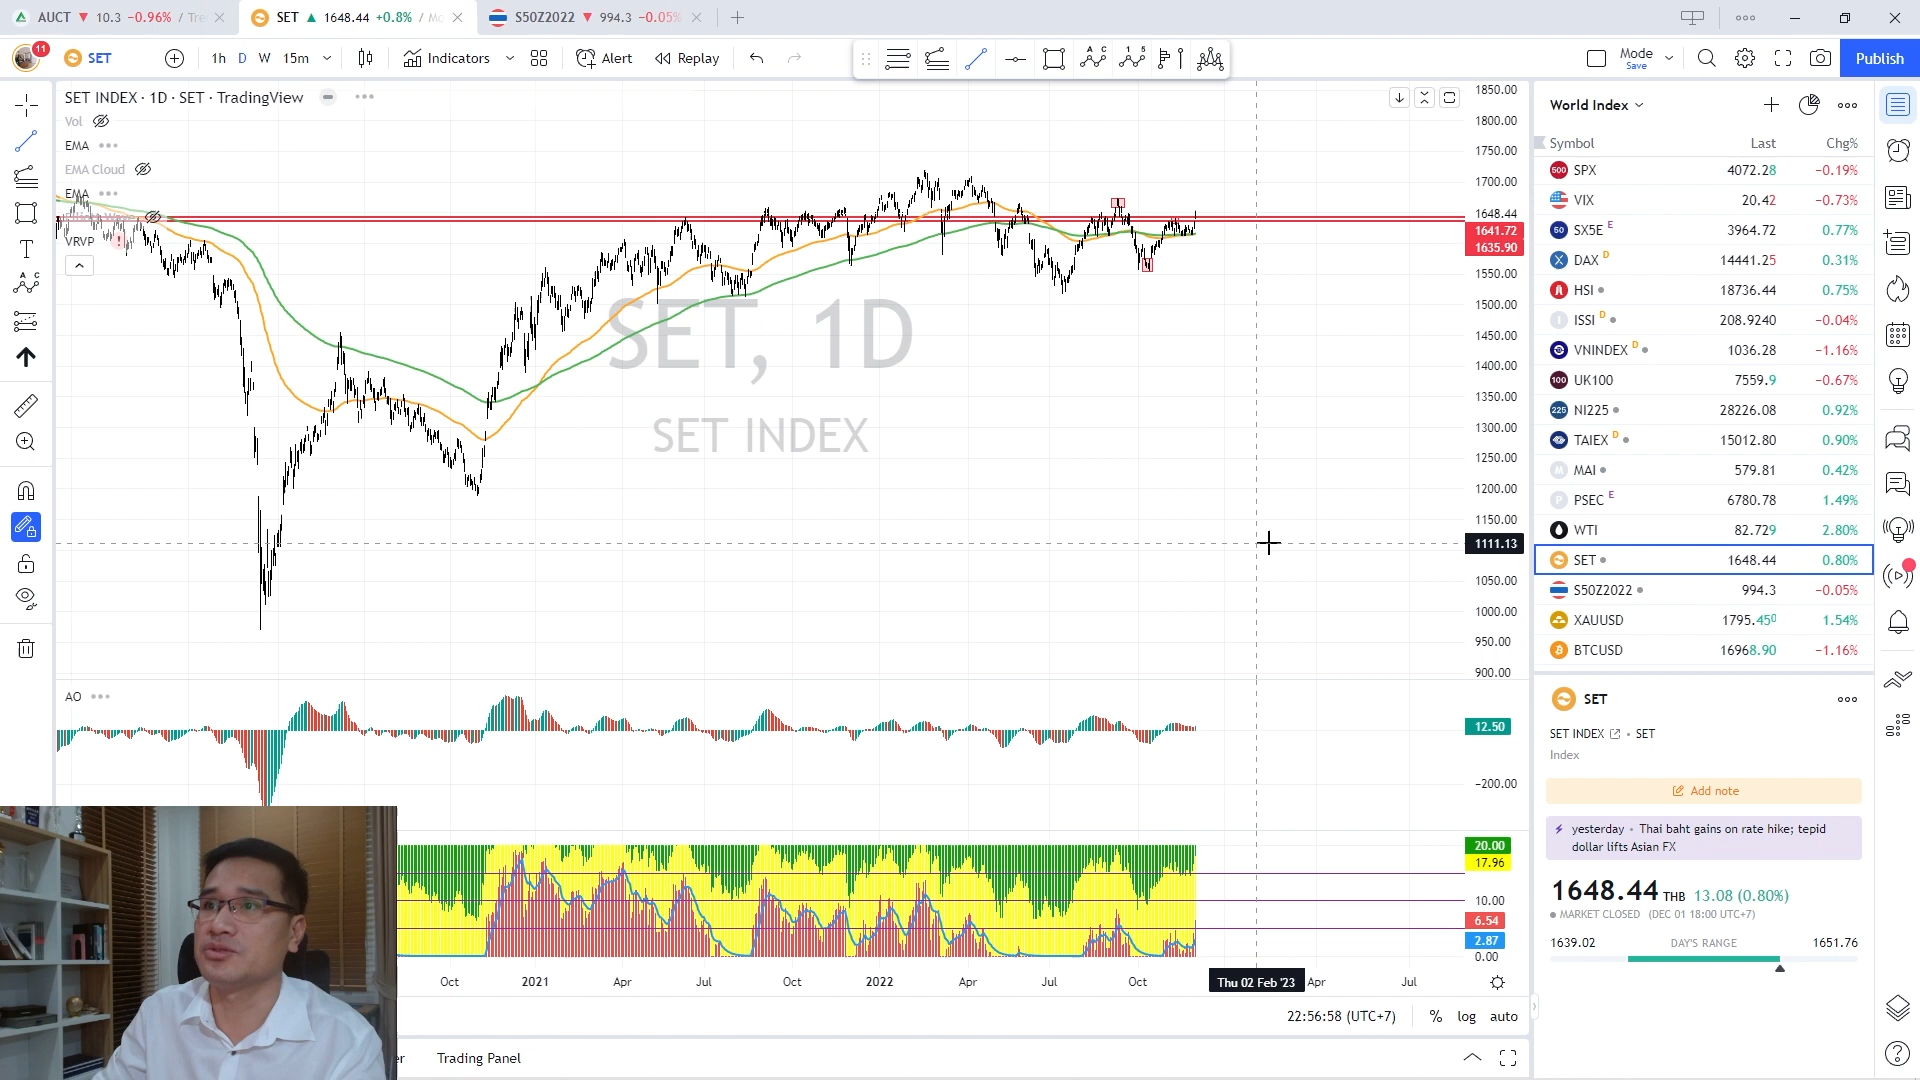 AUCT ▼ 10.3 −0.96% / Tre
SET ▲ 1648.44 +0.8% / Mo
S50Z2022 ▼ 994.3 −0.05%
11
SET
1h D W 15m
Indicators
Alert
Replay
Mode
Save
Publish
SET INDEX · 1D · SET · TradingView
Vol
EMA
EMA Cloud
EMA
VRVP
SET, 1D
SET INDEX
1850.00
1800.00
1750.00
1700.00
1648.44
1641.72
1635.90
1550.00
1500.00
1450.00
1400.00
1350.00
1300.00
1250.00
1200.00
1150.00
1111.13
1050.00
1000.00
950.00
900.00
AO
12.50
−200.00
20.00
17.96
10.00
6.54
2.87
0.00
Oct 2021 Apr Jul Oct 2022 Apr Jul Oct Thu 02 Feb '23 Apr Jul
22:56:58 (UTC+7) % log auto
er Trading Panel
World Index
Symbol Last Chg%
500 SPX 4072.28 −0.19%
VIX 20.42 −0.73%
50 SX5E E 3964.72 0.77%
DAX D 14441.25 0.31%
HSI 18736.44 0.75%
I ISSI D 208.9240 −0.04%
VNINDEX D 1036.28 −1.16%
100 UK100 7559.9 −0.67%
225 NI225 28226.08 0.92%
TAIEX D 15012.80 0.90%
M MAI 579.81 0.42%
P PSEC E 6780.78 1.49%
WTI 82.729 2.80%
SET 1648.44 0.80%
S50Z2022 994.3 −0.05%
XAUUSD 1795.450 1.54%
BTCUSD 16968.90 −1.16%
SET
SET INDEX • SET
Index
Add note
yesterday • Thai baht gains on rate hike; tepid
dollar lifts Asian FX
1648.44 THB 13.08 (0.80%)
MARKET CLOSED (DEC 01 18:00 UTC+7)
1639.02 DAY'S RANGE 1651.76